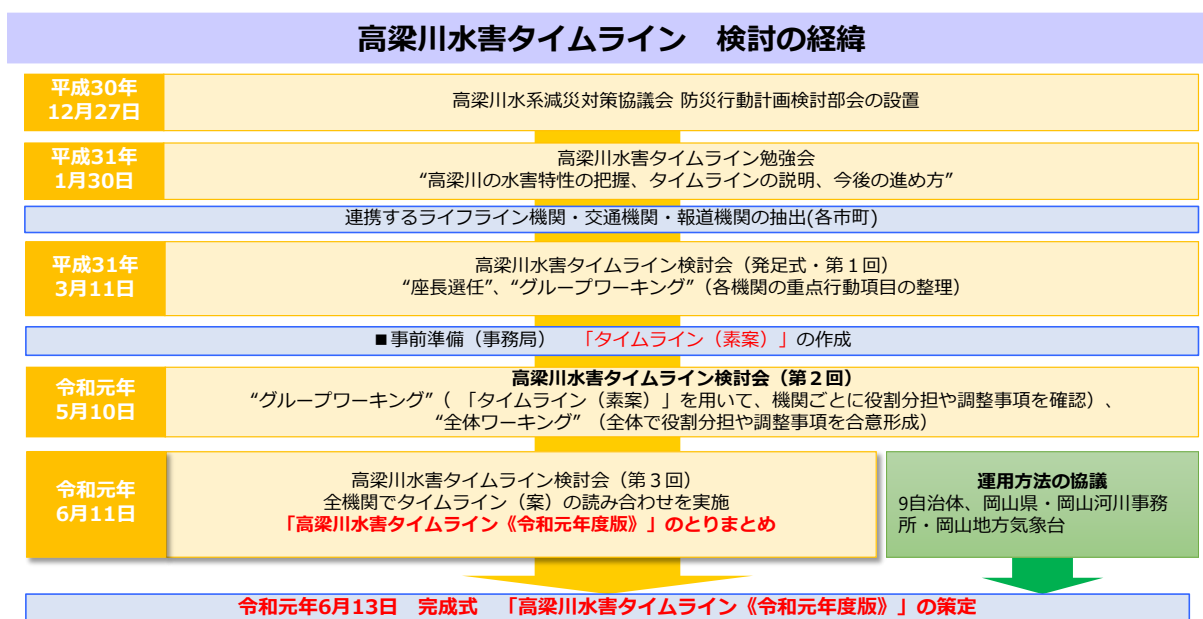 高梁川水害タイムライン 検討の経緯
平成30年
12月27日
高梁川水系減災対策協議会 防災行動計画検討部会の設置
平成31年
1月30日
高梁川水害タイムライン勉強会
“高梁川の水害特性の把握、タイムラインの説明、今後の進め方”
連携するライフライン機関・交通機関・報道機関の抽出(各市町)
平成31年
3月11日
高梁川水害タイムライン検討会（発足式・第１回）
“座長選任”、“グループワーキング”（各機関の重点行動項目の整理）
■事前準備（事務局） 「タイムライン（素案）」の作成
令和元年
5月10日
高梁川水害タイムライン検討会（第２回）
“グループワーキング”（ 「タイムライン（素案）」を用いて、機関ごとに役割分担や調整事項を確認）、
“全体ワーキング” （全体で役割分担や調整事項を合意形成）
令和元年
6月11日
高梁川水害タイムライン検討会（第３回）
全機関でタイムライン（案）の読み合わせを実施
「高梁川水害タイムライン《令和元年度版》」のとりまとめ
運用方法の協議
9自治体、岡山県・岡山河川事務
所・岡山地方気象台
令和元年6月13日 完成式 「高梁川水害タイムライン《令和元年度版》」の策定